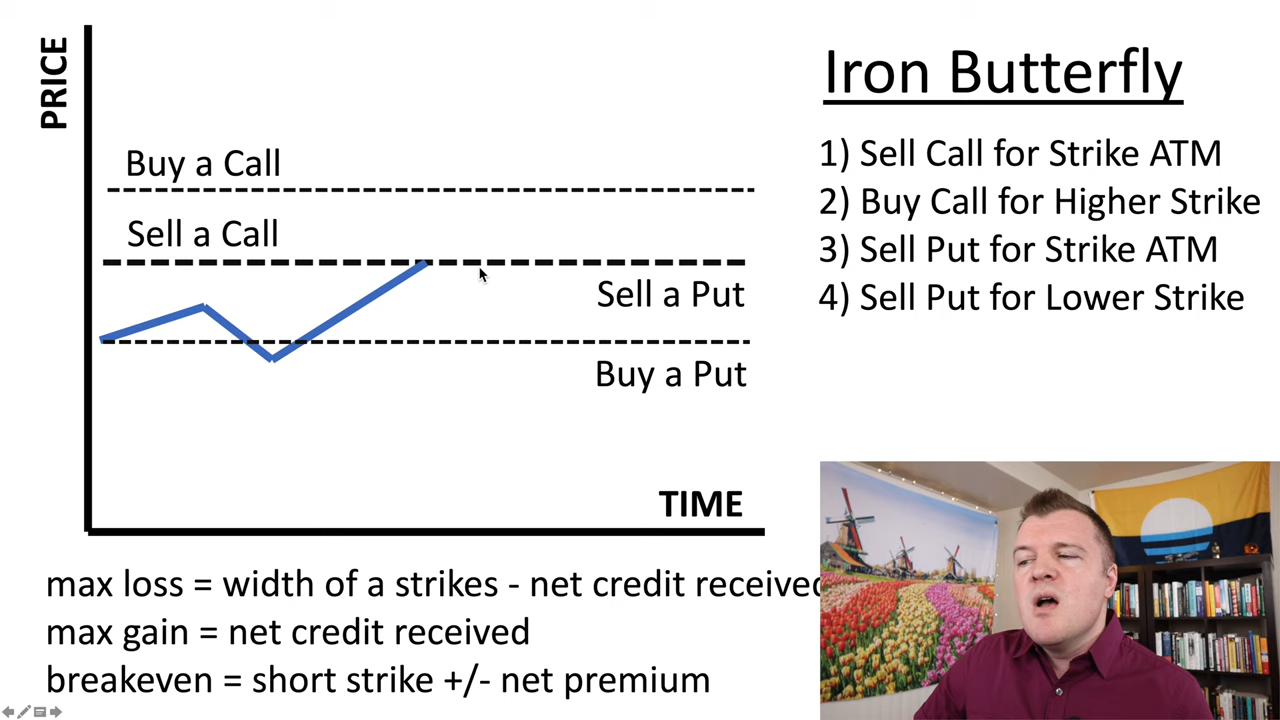 PRICE
Buy a Call
Sell a Call
Sell a Put
Buy a Put
TIME
Iron Butterfly
1) Sell Call for Strike ATM
2) Buy Call for Higher Strike
3) Sell Put for Strike ATM
4) Sell Put for Lower Strike
max loss = width of a strikes - net credit received
max gain = net credit received
breakeven = short strike +/- net premium